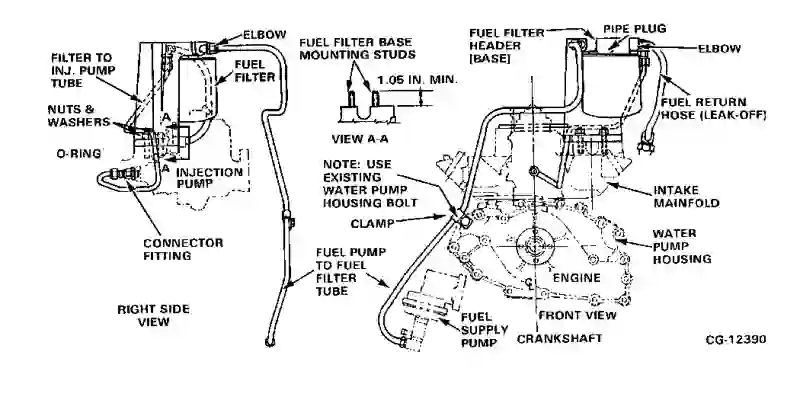 ELBOW
FILTER TO
INJ. PUMP
TUBE
FUEL
FILTER
NUTS &
WASHERS
A
O-RING
A
INJECTION
PUMP
CONNECTOR
FITTING
RIGHT SIDE
VIEW
FUEL FILTER BASE
MOUNTING STUDS
1.05 IN. MIN.
VIEW A-A
NOTE: USE
EXISTING
WATER PUMP
HOUSING BOLT
CLAMP
FUEL PUMP
TO FUEL
FILTER
TUBE
FUEL FILTER
HEADER
[BASE]
PIPE PLUG
ELBOW
FUEL RETURN
HOSE (LEAK-OFF)
INTAKE
MAINFOLD
WATER
PUMP
HOUSING
ENGINE
FRONT VIEW
FUEL
SUPPLY
PUMP
CRANKSHAFT
CG-12390